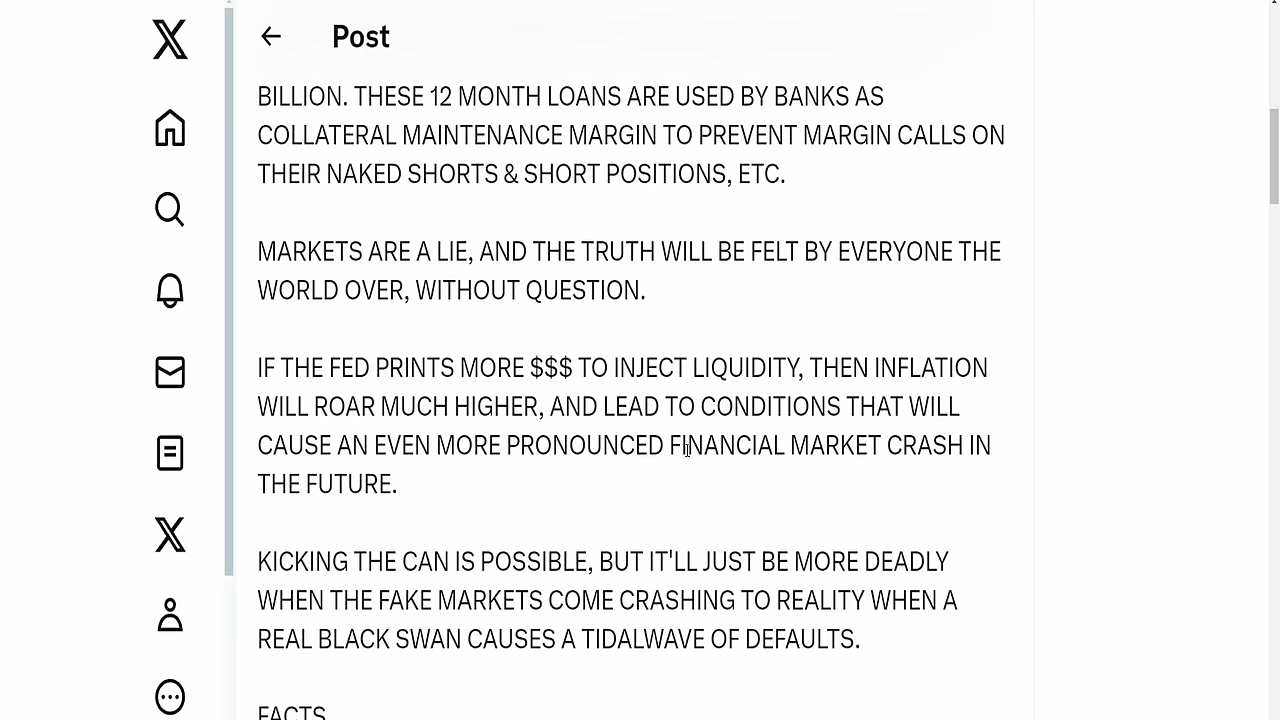 Post
BILLION. THESE 12 MONTH LOANS ARE USED BY BANKS AS
COLLATERAL MAINTENANCE MARGIN TO PREVENT MARGIN CALLS ON
THEIR NAKED SHORTS & SHORT POSITIONS, ETC.
MARKETS ARE A LIE, AND THE TRUTH WILL BE FELT BY EVERYONE THE
WORLD OVER, WITHOUT QUESTION.
IF THE FED PRINTS MORE $$$ TO INJECT LIQUIDITY, THEN INFLATION
WILL ROAR MUCH HIGHER, AND LEAD TO CONDITIONS THAT WILL
CAUSE AN EVEN MORE PRONOUNCED FINANCIAL MARKET CRASH IN
THE FUTURE.
KICKING THE CAN IS POSSIBLE, BUT IT'LL JUST BE MORE DEADLY
WHEN THE FAKE MARKETS COME CRASHING TO REALITY WHEN A
REAL BLACK SWAN CAUSES A TIDALWAVE OF DEFAULTS.
FACTS